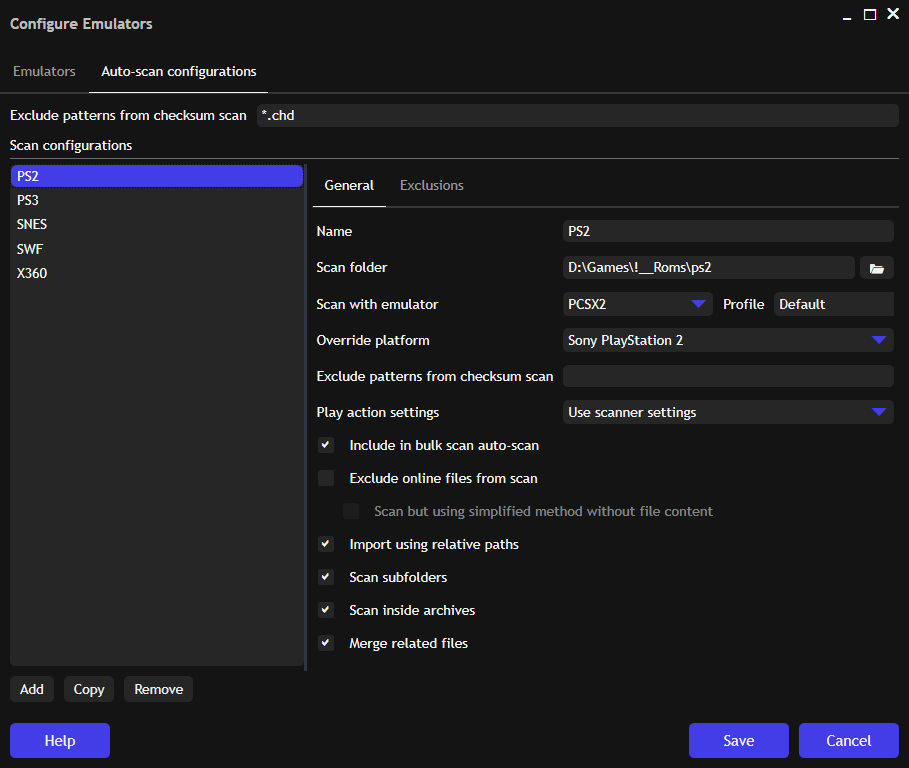 Configure Emulators
Emulators Auto-scan configurations
Exclude patterns from checksum scan *.chd
Scan configurations
PS2
PS3
SNES
SWF
X360
General Exclusions
Name PS2
Scan folder D:\Games\!__Roms\ps2
Scan with emulator PCSX2 Profile Default
Override platform Sony PlayStation 2
Exclude patterns from checksum scan
Play action settings Use scanner settings
Include in bulk scan auto-scan
Exclude online files from scan
Scan but using simplified method without file content
Import using relative paths
Scan subfolders
Scan inside archives
Merge related files
Add Copy Remove
Help Save Cancel